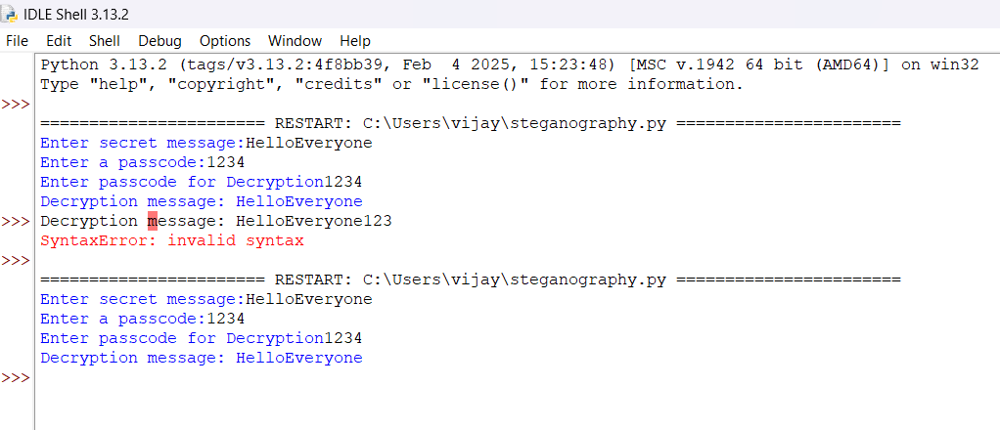 IDLE Shell 3.13.2
File Edit Shell Debug Options Window Help
Python 3.13.2 (tags/v3.13.2:4f8bb39, Feb  4 2025, 15:23:48) [MSC v.1942 64 bit (AMD64)] on win32
Type "help", "copyright", "credits" or "license()" for more information.
>>>
======================= RESTART: C:\Users\vijay\steganography.py =======================
Enter secret message:HelloEveryone
Enter a passcode:1234
Enter passcode for Decryption1234
Decryption message: HelloEveryone
>>> Decryption message: HelloEveryone123
SyntaxError: invalid syntax
>>>
======================= RESTART: C:\Users\vijay\steganography.py =======================
Enter secret message:HelloEveryone
Enter a passcode:1234
Enter passcode for Decryption1234
Decryption message: HelloEveryone
>>>